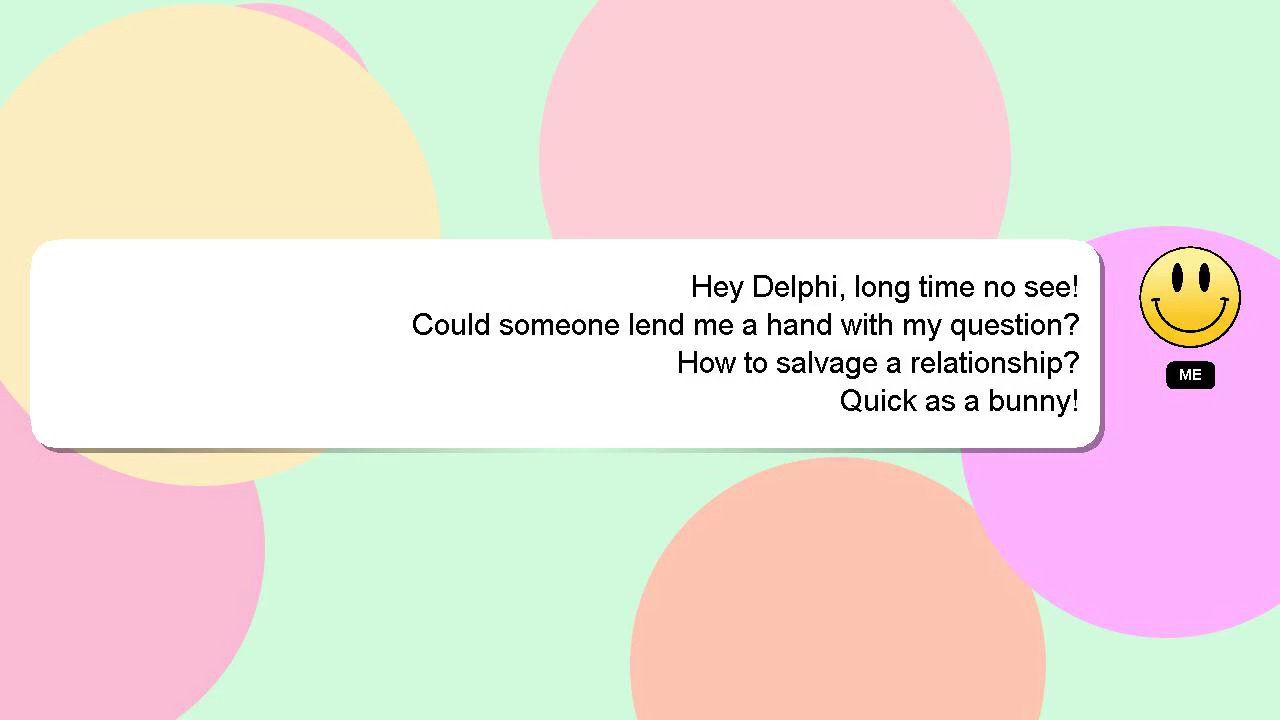 Hey Delphi, long time no see!
Could someone lend me a hand with my question?
How to salvage a relationship?
Quick as a bunny!
ME